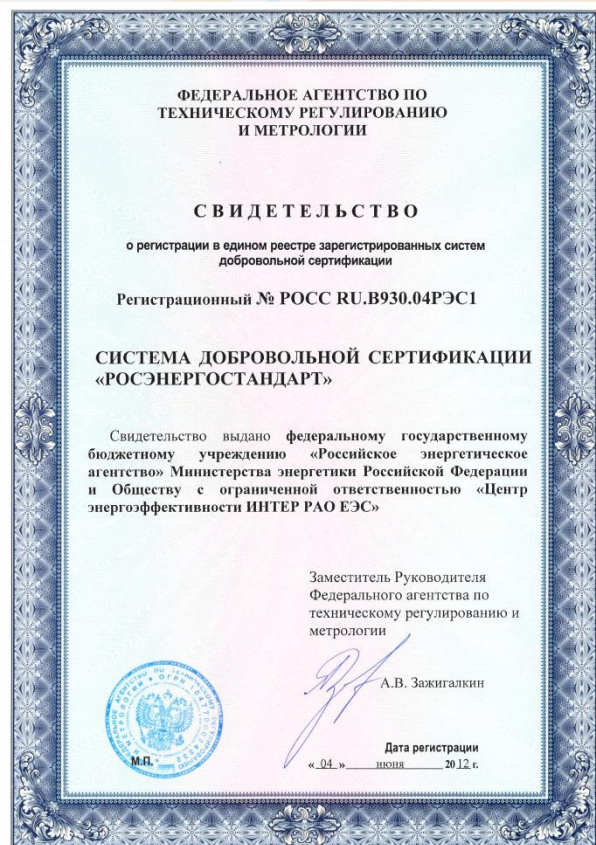 ФЕДЕРАЛЬНОЕ АГЕНТСТВО ПО
ТЕХНИЧЕСКОМУ РЕГУЛИРОВАНИЮ
И МЕТРОЛОГИИ
СВИДЕТЕЛЬСТВО
о регистрации в едином реестре зарегистрированных систем
добровольной сертификации
Регистрационный № РОСС RU.В930.04РЭС1
СИСТЕМА ДОБРОВОЛЬНОЙ СЕРТИФИКАЦИИ
«РОСЭНЕРГОСТАНДАРТ»
Свидетельство выдано федеральному государственному
бюджетному учреждению «Российское энергетическое
агентство» Министерства энергетики Российской Федерации
и Обществу с ограниченной ответственностью «Центр
энергоэффективности ИНТЕР РАО ЕЭС»
Заместитель Руководителя
Федерального агентства по
техническому регулированию и
метрологии
А.В. Зажигалкин
М.П.
Дата регистрации
« 04 » июня 2012 г.